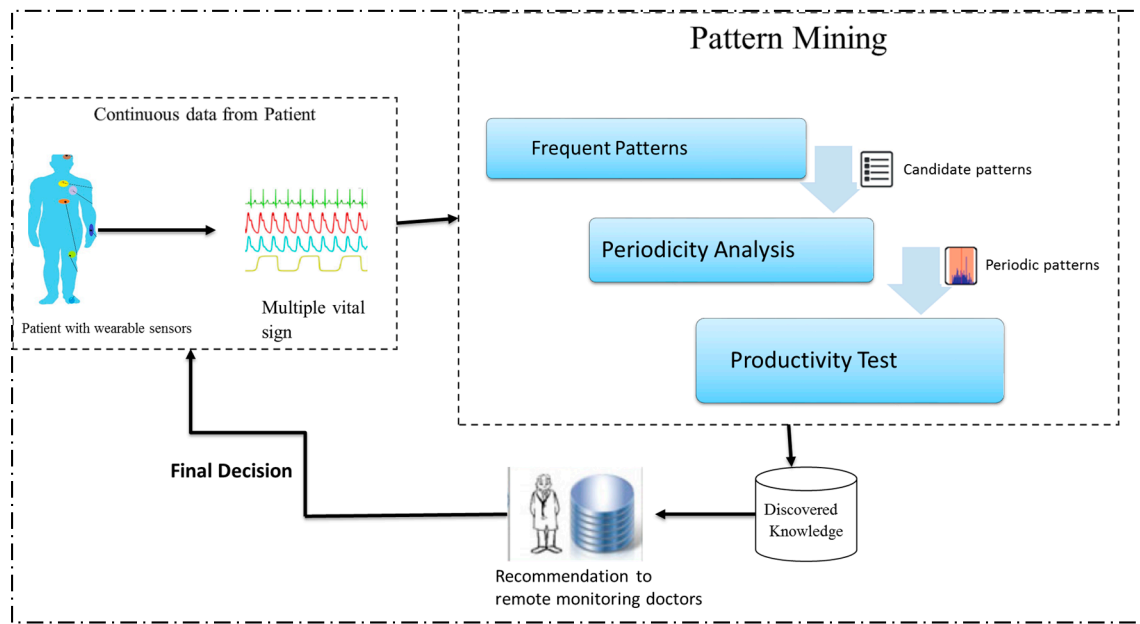 Pattern Mining
Continuous data from Patient
Frequent Patterns
Candidate patterns
Periodicity Analysis
Periodic patterns
Multiple vital
sign
Patient with wearable sensors
Productivity Test
Final Decision
Discovered
Knowledge
Recommendation to
remote monitoring doctors